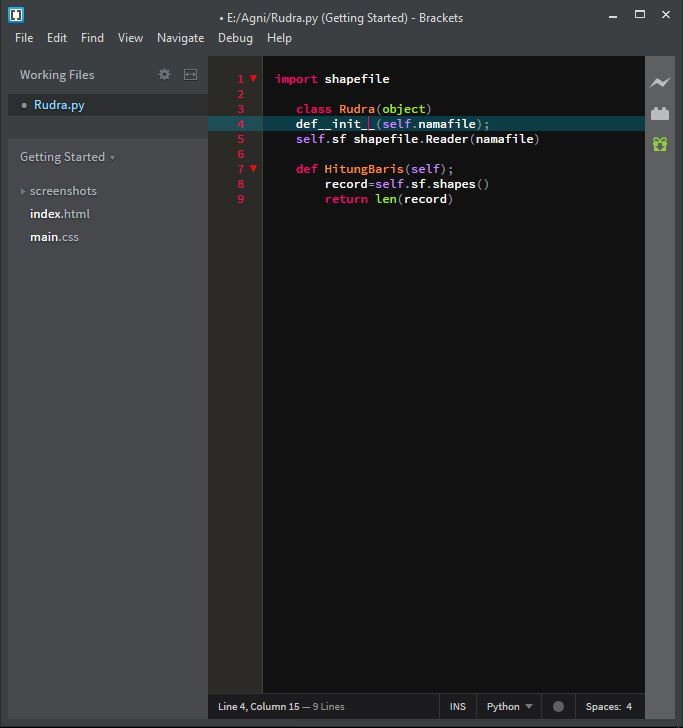 • E:/Agni/Rudra.py (Getting Started) - Brackets
File Edit Find View Navigate Debug Help
Working Files
Rudra.py
Getting Started
screenshots
index.html
main.css
1 import shapefile
2
3 class Rudra(object)
4 def__init__(self.namafile);
5 self.sf shapefile.Reader(namafile)
6
7 def HitungBaris(self);
8 record=self.sf.shapes()
9 return len(record)
Line 4, Column 15 — 9 Lines INS Python Spaces: 4